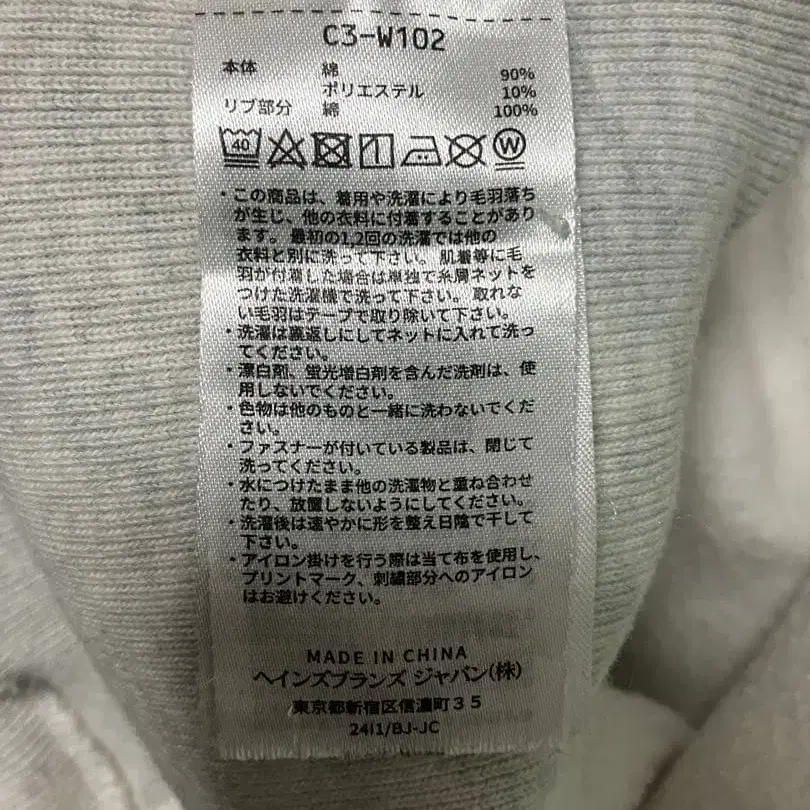 C3-W102
本体 綿 90%
ポリエステル 10%
リブ部分 綿 100%
40 W
・この商品は、着用や洗濯により毛羽落ち
が生じ、他の衣料に付着することがあり
ます。最初の1,2回の洗濯では他の
衣料と別に洗って下さい。肌着等に毛
羽が付着した場合は単独で糸屑ネットを
つけた洗濯機で洗って下さい。取れな
い毛羽はテープで取り除いて下さい。
・洗濯は裏返しにしてネットに入れて洗っ
てください。
・漂白剤、蛍光増白剤を含んだ洗剤は、使
用しないでください。
・色物は他のものと一緒に洗わないでくだ
さい。
・ファスナーが付いている製品は、閉じて
洗ってください。
・水につけたまま他の洗濯物と重ね合わせ
たり、放置しないようにしてください。
・洗濯後は速やかに形を整え日陰で干して
下さい。
・アイロン掛けを行う際は当て布を使用し、
プリントマーク、刺繍部分へのアイロン
はお避けください。
MADE IN CHINA
ヘインズブランズ ジャパン(株)
東京都新宿区信濃町35
24I1/BJ-JC